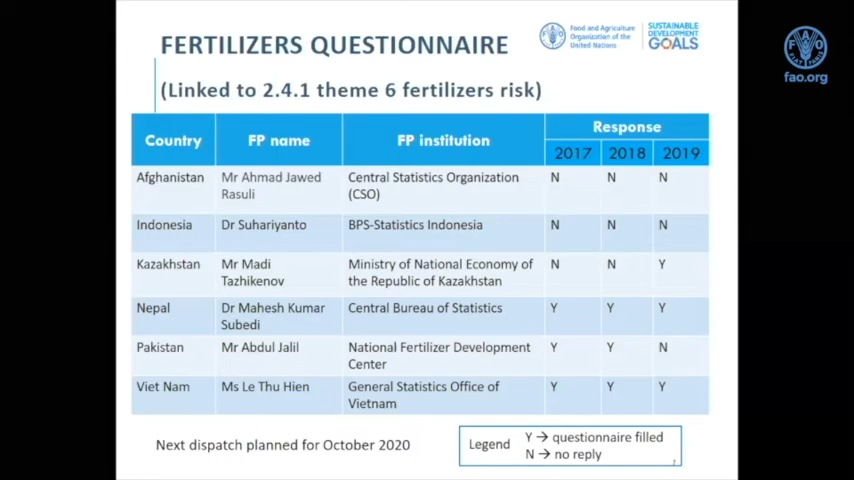 FERTILIZERS QUESTIONNAIRE
Food and Agriculture
Organization of the
United Nations
SUSTAINABLE
DEVELOPMENT
GOALS
FAO
fao.org
(Linked to 2.4.1 theme 6 fertilizers risk)
Country FP name FP institution Response
2017 2018 2019
Afghanistan Mr Ahmad Jawed Central Statistics Organization N N N
Rasuli (CSO)
Indonesia Dr Suhariyanto BPS-Statistics Indonesia N N N
Kazakhstan Mr Madi Ministry of National Economy of N N Y
Tazhikenov the Republic of Kazakhstan
Nepal Dr Mahesh Kumar Central Bureau of Statistics Y Y Y
Subedi
Pakistan Mr Abdul Jalil National Fertilizer Development Y Y N
Center
Viet Nam Ms Le Thu Hien General Statistics Office of Y Y Y
Vietnam
Next dispatch planned for October 2020
Legend Y → questionnaire filled
N → no reply